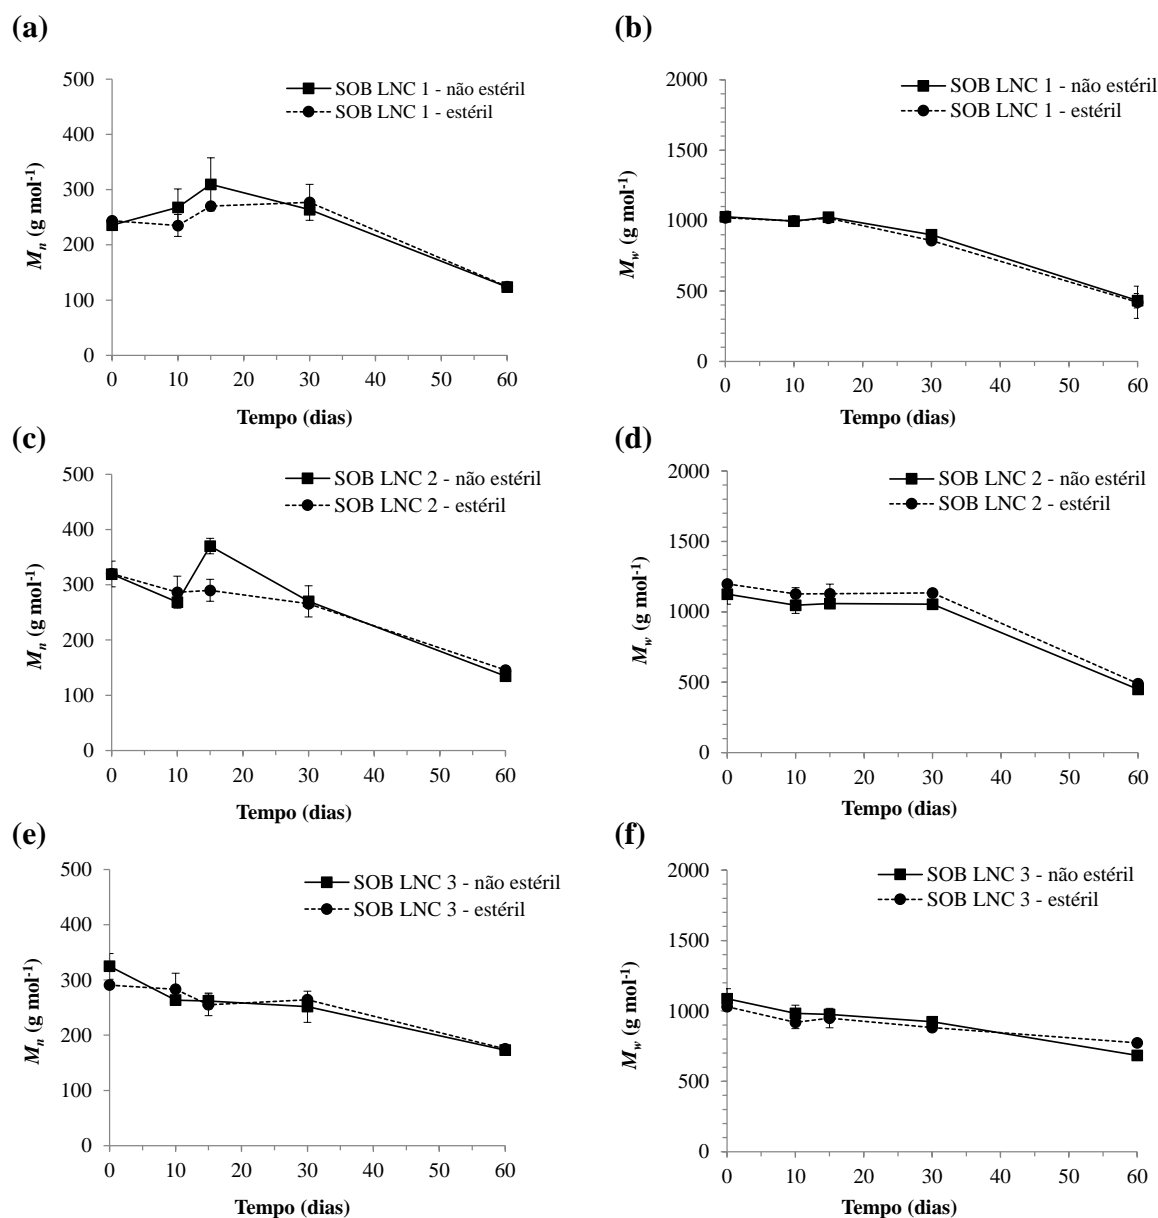 (a)
SOB LNC 1 - não estéril
SOB LNC 1 - estéril
500
400
300
200
100
0
Mn (g mol-1)
0 10 20 30 40 50 60
Tempo (dias)
(b)
SOB LNC 1 - não estéril
SOB LNC 1 - estéril
2000
1500
1000
500
0
Mw (g mol-1)
0 10 20 30 40 50 60
Tempo (dias)
(c)
SOB LNC 2 - não estéril
SOB LNC 2 - estéril
500
400
300
200
100
0
Mn (g mol-1)
0 10 20 30 40 50 60
Tempo (dias)
(d)
SOB LNC 2 - não estéril
SOB LNC 2 - estéril
2000
1500
1000
500
0
Mw (g mol-1)
0 10 20 30 40 50 60
Tempo (dias)
(e)
SOB LNC 3 - não estéril
SOB LNC 3 - estéril
500
400
300
200
100
0
Mn (g mol-1)
0 10 20 30 40 50 60
Tempo (dias)
(f)
SOB LNC 3 - não estéril
SOB LNC 3 - estéril
2000
1500
1000
500
0
Mw (g mol-1)
0 10 20 30 40 50 60
Tempo (dias)